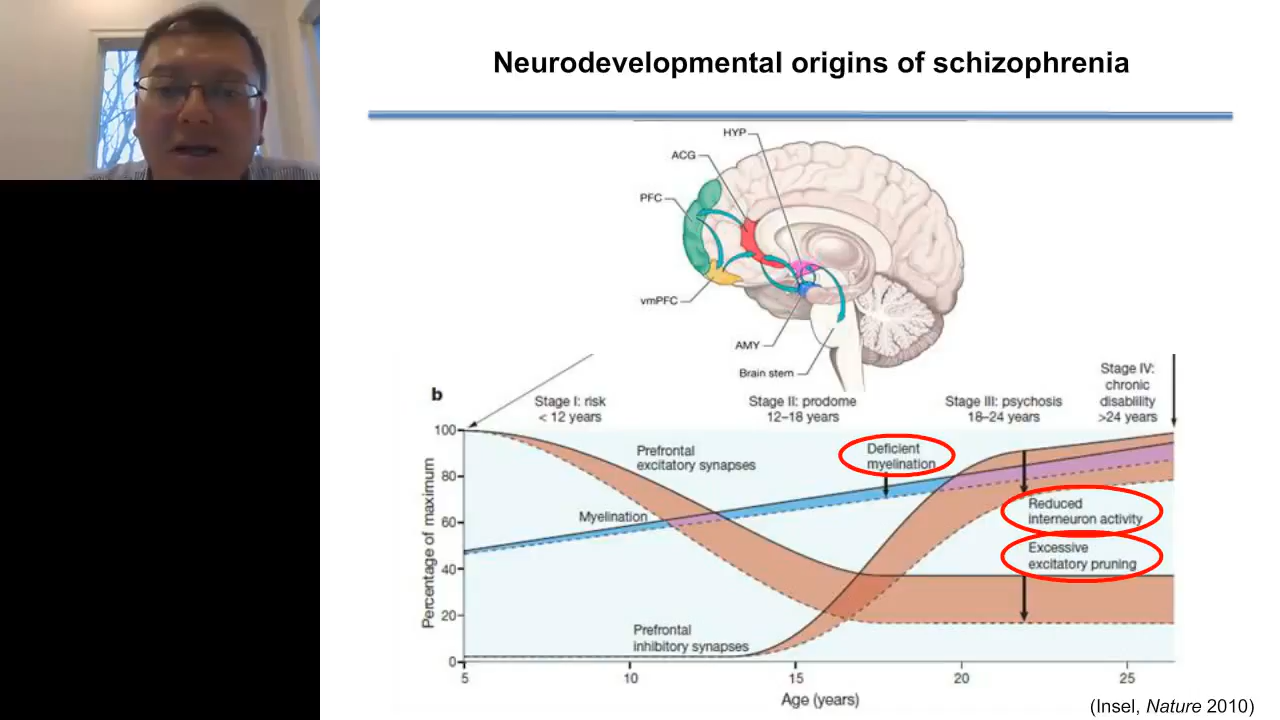 Neurodevelopmental origins of schizophrenia
HYP
ACG
PFC
vmPFC
AMY
Brain stem
b
Stage I: risk
< 12 years
Stage II: prodome
12–18 years
Stage III: psychosis
18–24 years
Stage IV:
chronic
disablility
>24 years
Percentage of maximum
100
80
60
40
20
0
Prefrontal
excitatory synapses
Deficient
myelination
Myelination
Reduced
interneuron activity
Excessive
excitatory pruning
Prefrontal
inhibitory synapses
5
10
15
20
25
Age (years)
(Insel, Nature 2010)